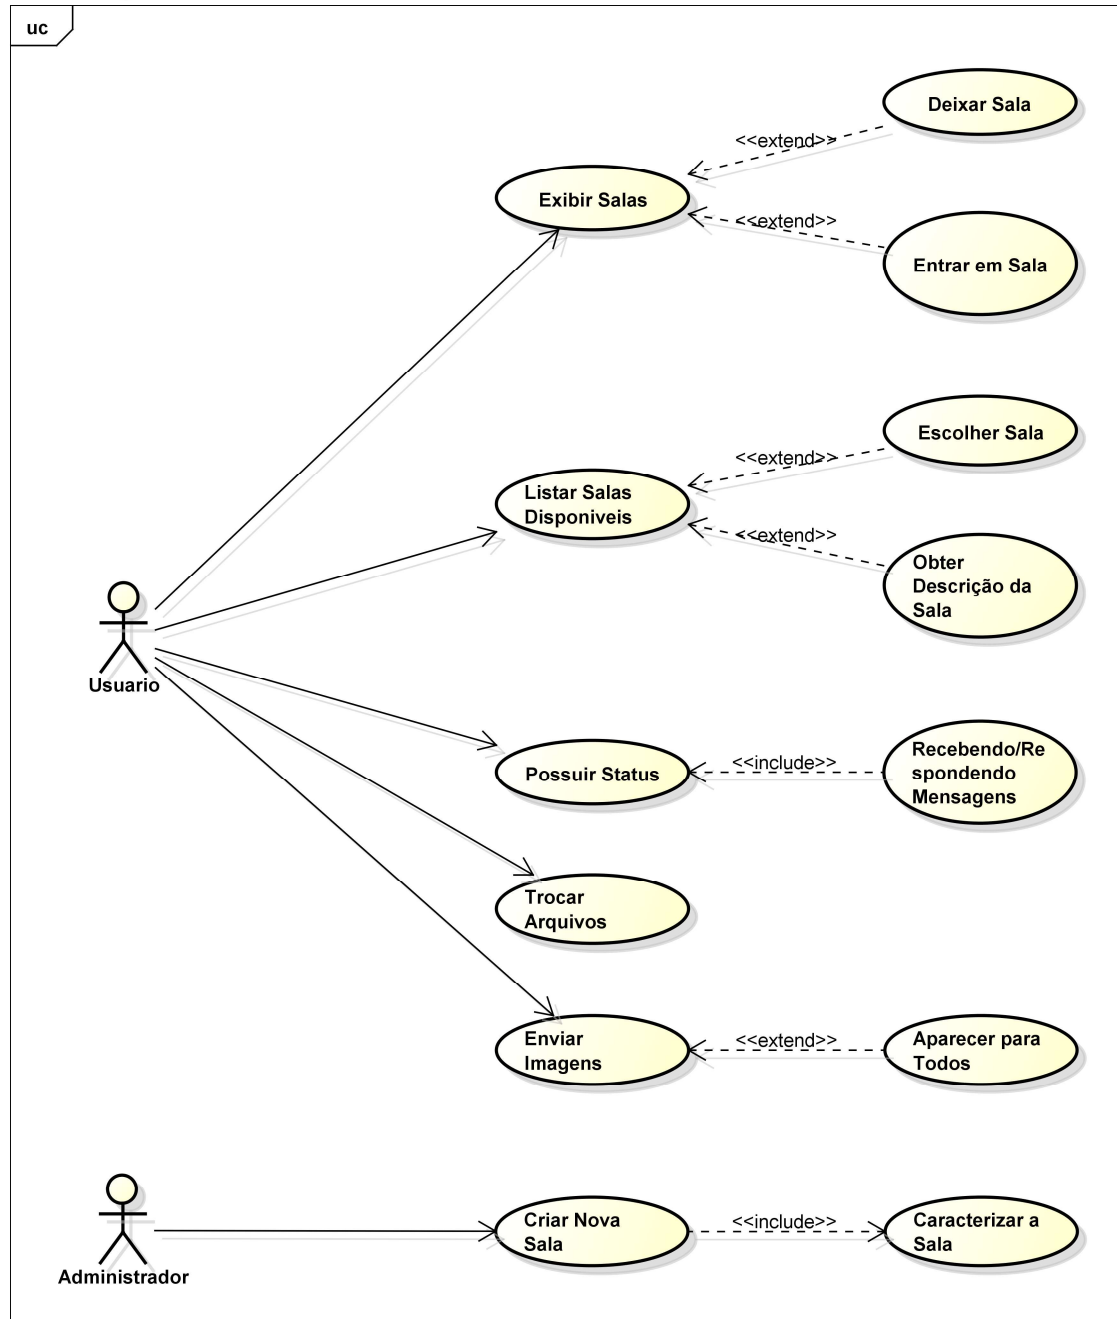 uc
Deixar Sala
<<extend>>
Exibir Salas
<<extend>>
Entrar em Sala
Escolher Sala
<<extend>>
Listar Salas
Disponiveis
<<extend>>
Obter
Descrição da
Sala
Usuario
Possuir Status
<<include>>
Recebendo/Re
spondendo
Mensagens
Trocar
Arquivos
Enviar
Imagens
<<extend>>
Aparecer para
Todos
Administrador
Criar Nova
Sala
<<include>>
Caracterizar a
Sala